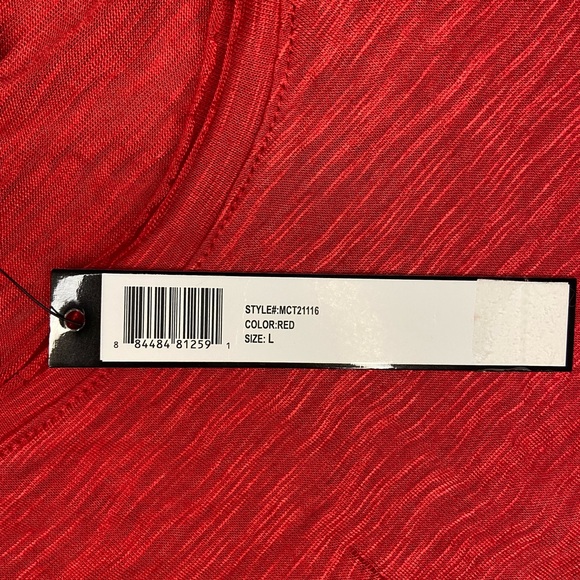 STYLE#:MCT21116
COLOR:RED
SIZE: L
8 84484 81259 1